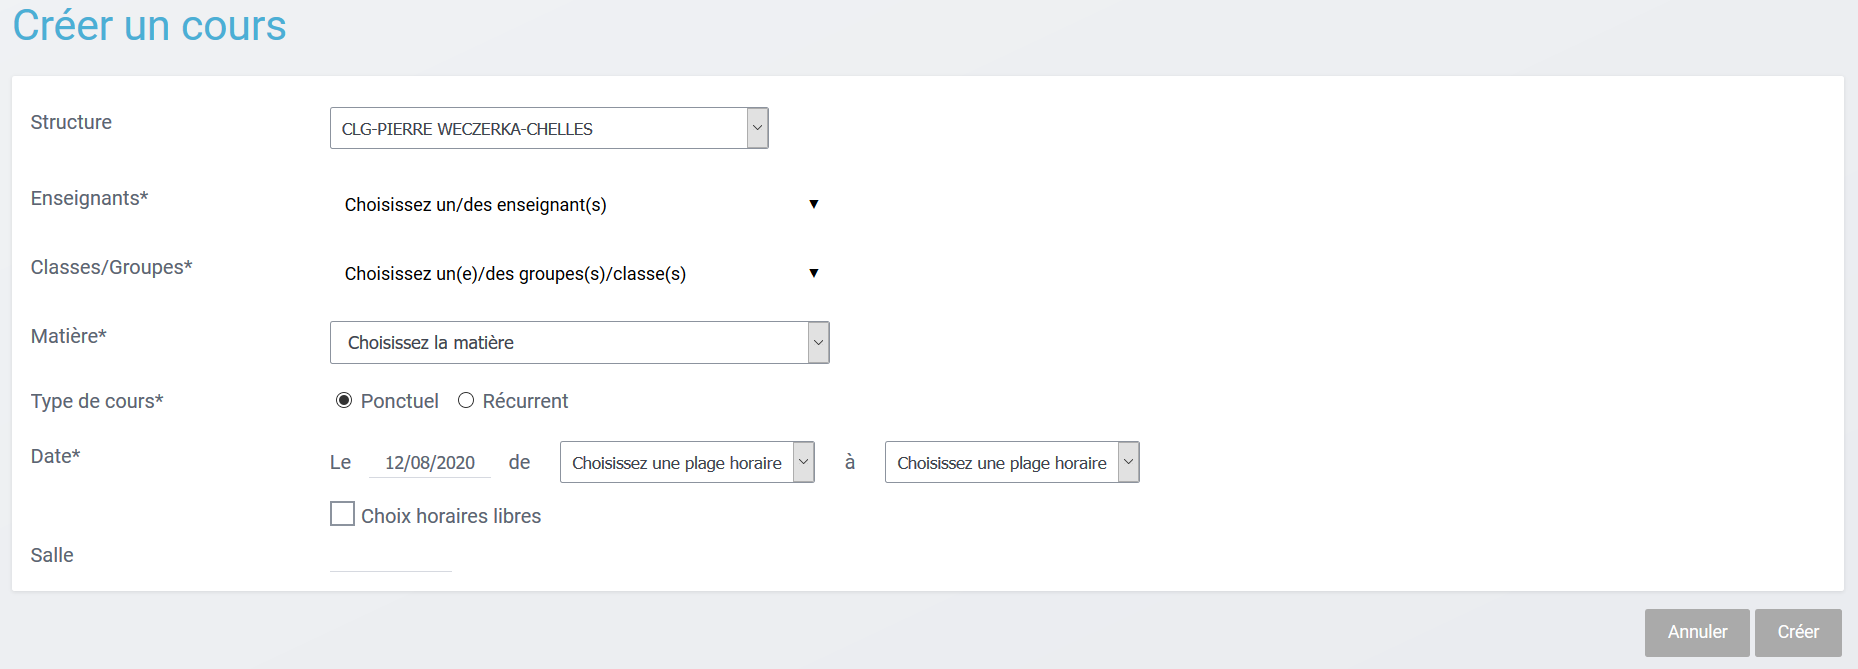 Créer un cours
Structure CLG-PIERRE WECZERKA-CHELLES
Enseignants* Choisissez un/des enseignant(s)
Classes/Groupes* Choisissez un(e)/des groupes(s)/classe(s)
Matière* Choisissez la matière
Type de cours* Ponctuel Récurrent
Date* Le 12/08/2020 de Choisissez une plage horaire à Choisissez une plage horaire
Choix horaires libres
Salle
Annuler Créer